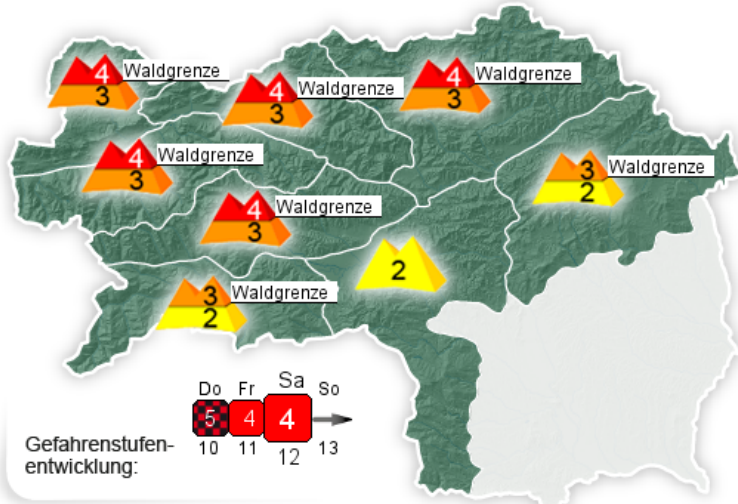 4 Waldgrenze
3
4 Waldgrenze
3
4 Waldgrenze
3
4 Waldgrenze
3
3 Waldgrenze
2
4 Waldgrenze
3
2
3 Waldgrenze
2
Do Fr Sa So
5 4 4
10 11 12 13
Gefahrenstufen-
entwicklung: